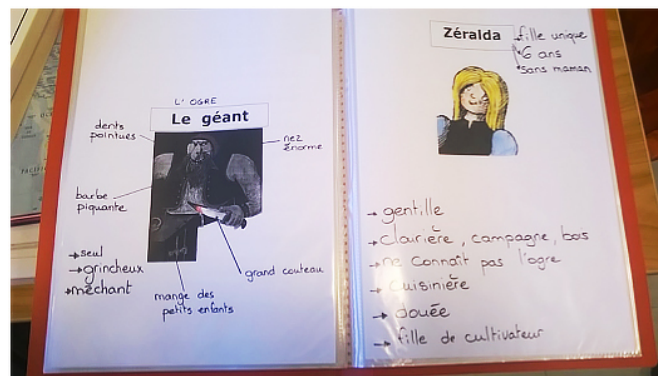 L'OGRE
Le géant
dents
pointues
nez
énorme
barbe
piquante
→ seul
→ grincheux
→ méchant
grand couteau
mange des
petits enfants
Zéralda
fille unique
6 ans
sans maman
→ gentille
→ clairière, campagne, bois
→ ne connaît pas l'ogre
→ cuisinière
→ douée
→ fille de cultivateur